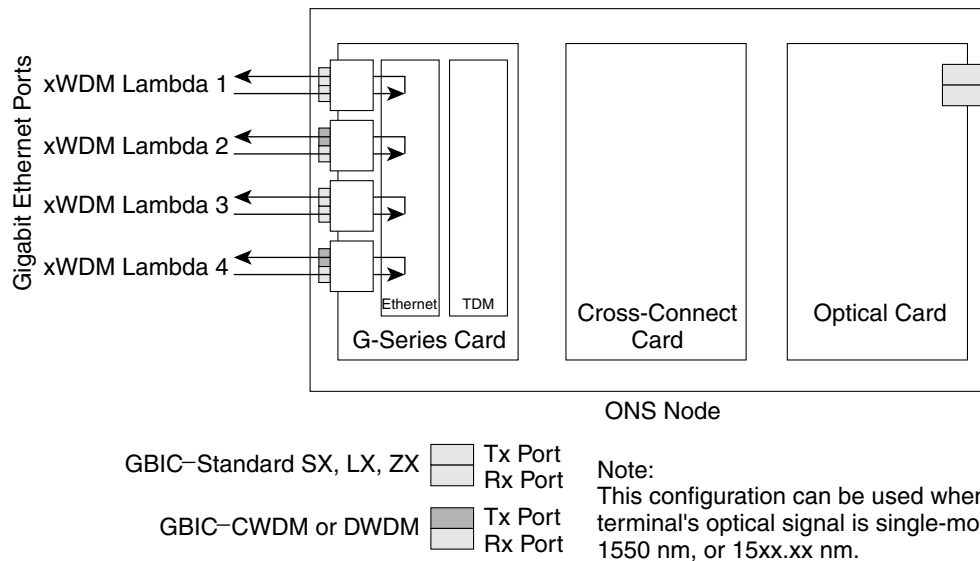 Gigabit Ethernet Ports
xWDM Lambda 1
xWDM Lambda 2
xWDM Lambda 3
xWDM Lambda 4
Ethernet
TDM
G-Series Card
Cross-Connect
Card
Optical Card
ONS Node
GBIC–Standard SX, LX, ZX
Tx Port
Rx Port
GBIC–CWDM or DWDM
Tx Port
Rx Port
Note:
This configuration can be used when
terminal's optical signal is single-mo
1550 nm, or 15xx.xx nm.